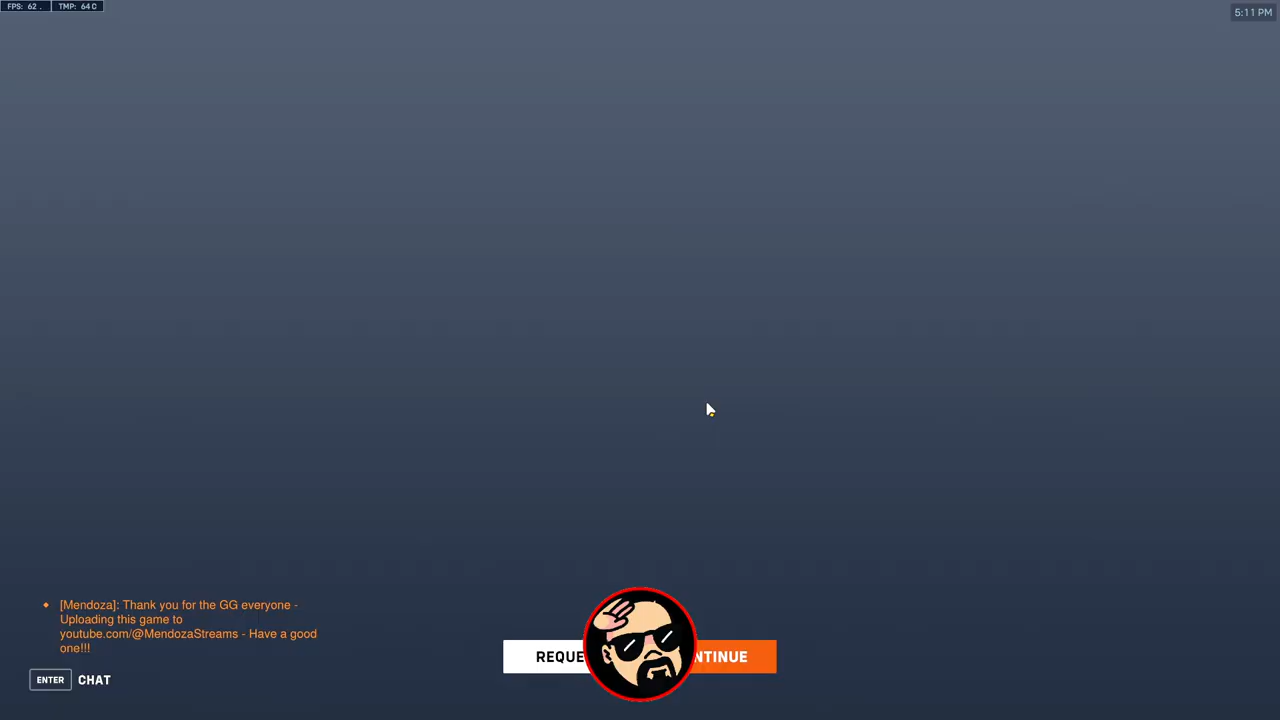 FPS: 62 . TMP: 64 C
5:11 PM
[Mendoza]: Thank you for the GG everyone -
Uploading this game to
youtube.com/@MendozaStreams - Have a good
one!!!
REQUE NTINUE
ENTER CHAT